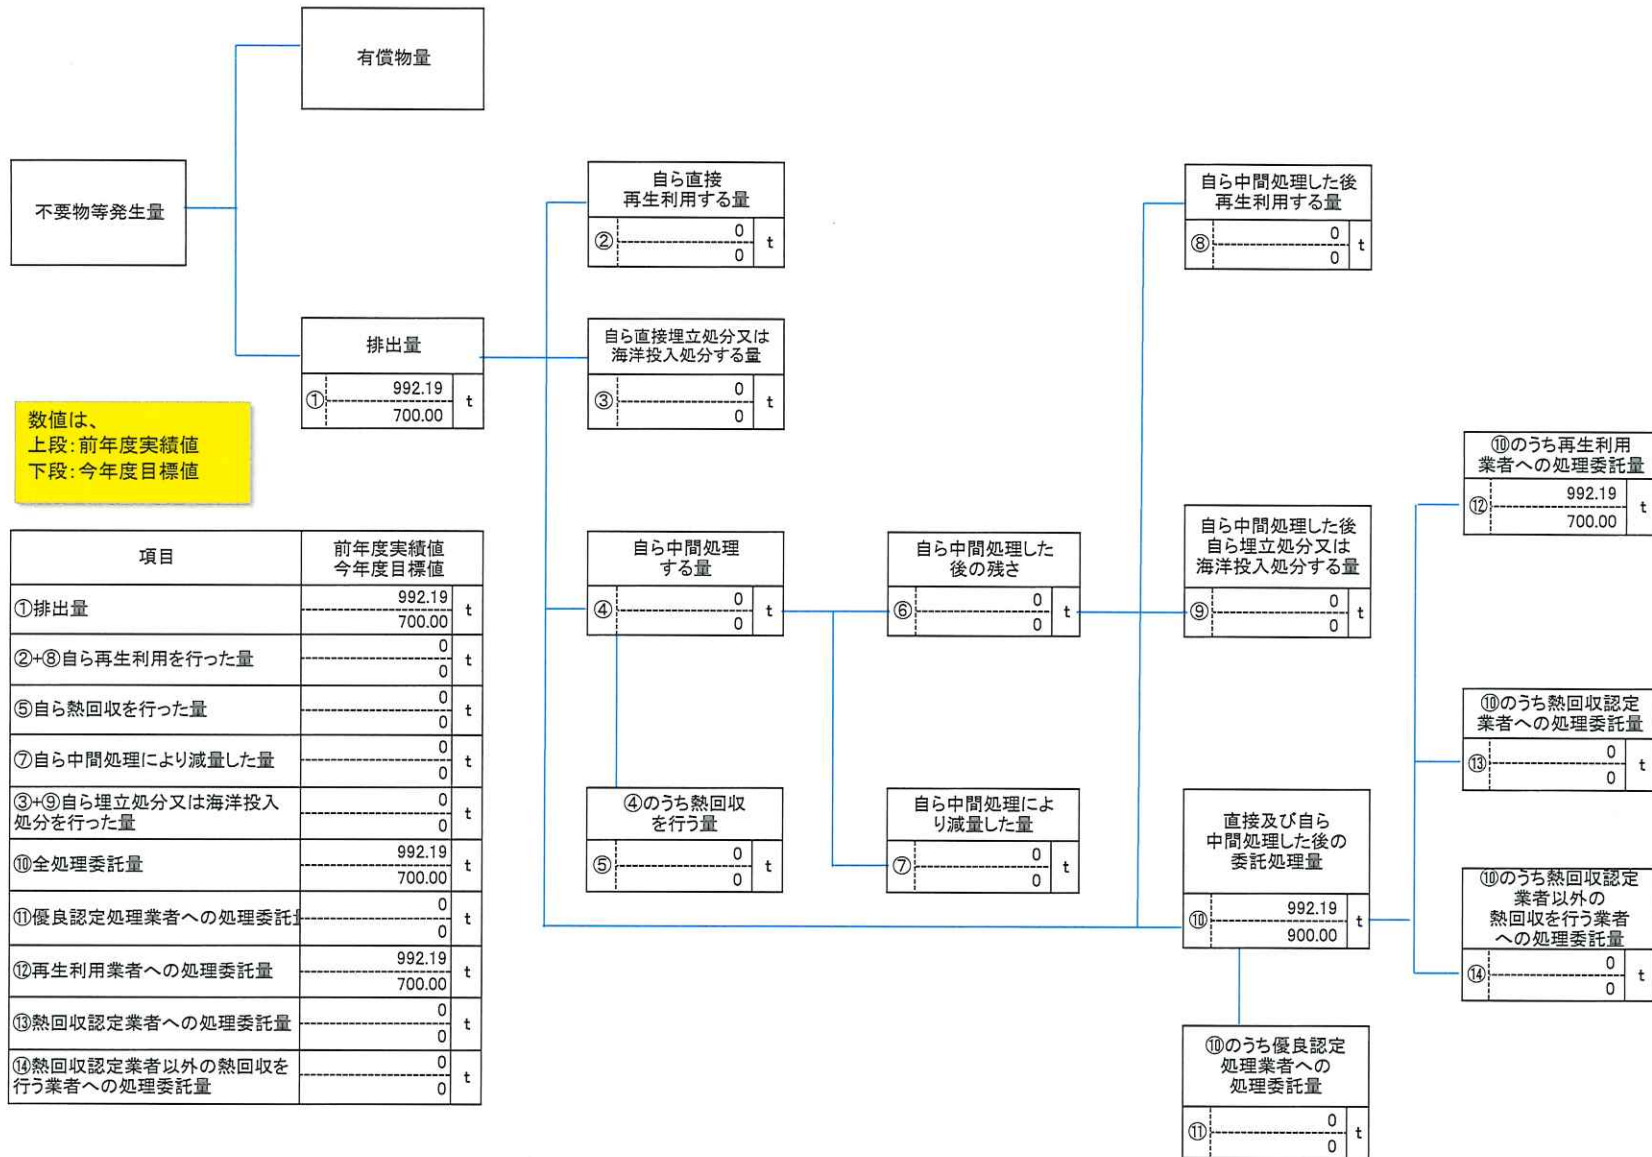 有償物量
不要物等発生量
排出量
①
992.19
700.00
t
数値は、
上段:前年度実績値
下段:今年度目標値
自ら直接
再生利用する量
②
0
0
t
自ら直接埋立処分又は
海洋投入処分する量
③
0
0
t
自ら中間処理
する量
④
0
0
t
④のうち熱回収
を行う量
⑤
0
0
t
自ら中間処理した
後の残さ
⑥
0
0
t
自ら中間処理によ
り減量した量
⑦
0
0
t
自ら中間処理した後
再生利用する量
⑧
0
0
t
自ら中間処理した後
自ら埋立処分又は
海洋投入処分する量
⑨
0
0
t
直接及び自ら
中間処理した後の
委託処理量
⑩
992.19
900.00
t
⑩のうち優良認定
処理業者への
処理委託量
⑪
0
0
t
⑩のうち再生利用
業者への処理委託量
⑫
992.19
700.00
t
⑩のうち熱回収認定
業者への処理委託量
⑬
0
0
t
⑩のうち熱回収認定
業者以外の
熱回収を行う業者
への処理委託量
⑭
0
0
t
項目
前年度実績値
今年度目標値
①排出量
992.19
700.00
t
②+⑧自ら再生利用を行った量
0
0
t
⑤自ら熱回収を行った量
0
0
t
⑦自ら中間処理により減量した量
0
0
t
③+⑨自ら埋立処分又は海洋投入
処分を行った量
0
0
t
⑩全処理委託量
992.19
700.00
t
⑪優良認定処理業者への処理委託
0
0
t
⑫再生利用業者への処理委託量
992.19
700.00
t
⑬熱回収認定業者への処理委託量
0
0
t
⑭熱回収認定業者以外の熱回収を
行う業者への処理委託量
0
0
t